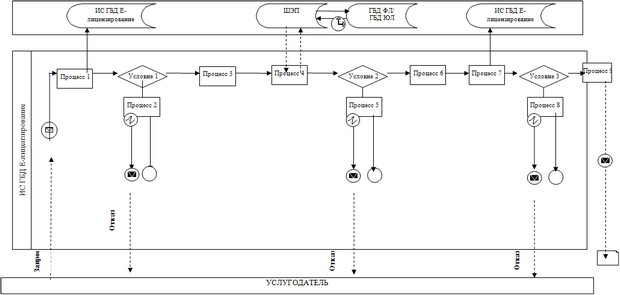 ИС ГБД Е-
лицензирование
ШЭП
ГБД ФЛ/
ГБД ЮЛ
ИС ГБД Е-
лицензирование
Процесс 1
Условие 1
Процесс 3
Процесс 4
Условие 2
Процесс 6
Процесс 7
Условие 3
Процесс 2
Процесс 5
Процесс 8
ИС ГБД Е-лицензирование
Запрос
Отказ
Отказ
Отказ
УСЛУГОДАТЕЛЬ